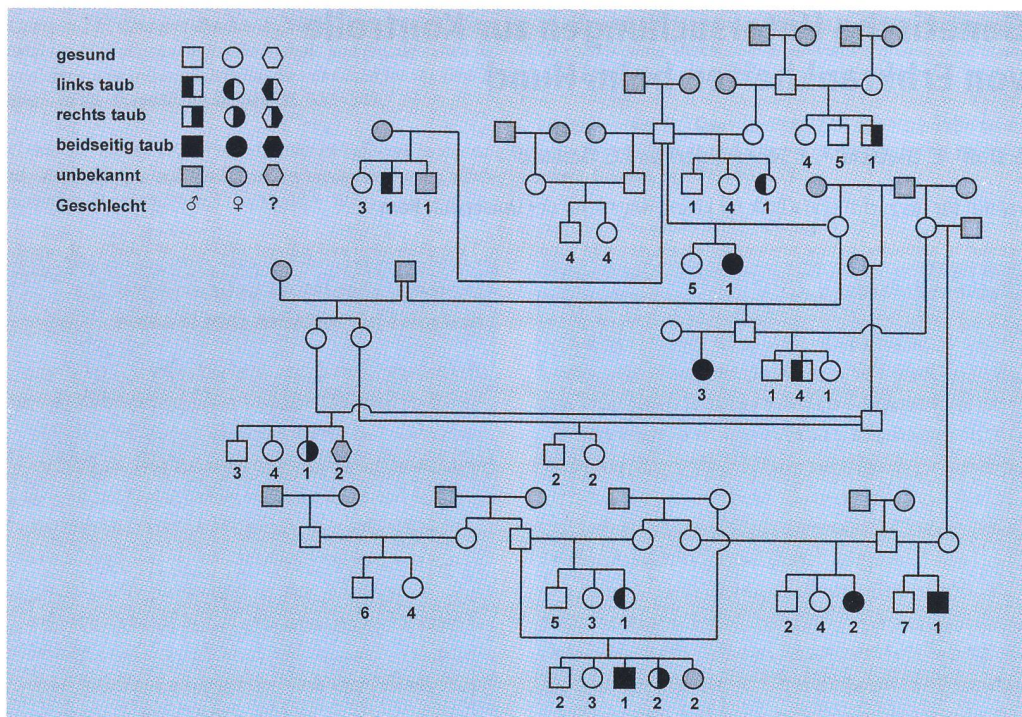 gesund
links taub
rechts taub
beidseitig taub
unbekannt
Geschlecht ♂ ♀ ?
4 5 1
3 1 1
1 4 1
4 4
5 1
3
1 4 1
3 4 1 2
2 2
6 4
5 3 1
2 4 2
7 1
2 3 1 2 2